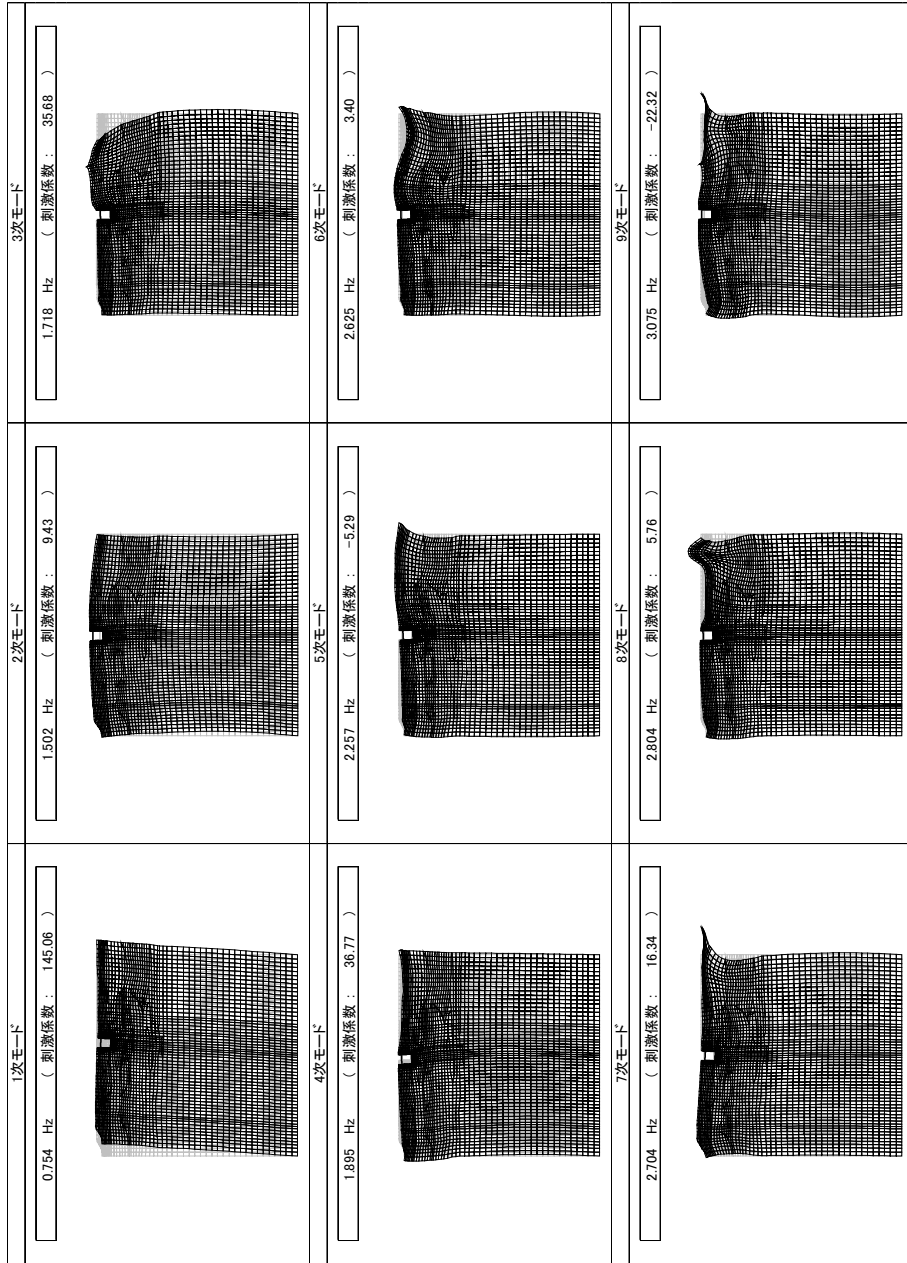 1次モード
0.754 Hz ( 刺激係数 : 145.06 )
2次モード
1.502 Hz ( 刺激係数 : 9.43 )
3次モード
1.718 Hz ( 刺激係数 : 35.68 )
4次モード
1.895 Hz ( 刺激係数 : 36.77 )
5次モード
2.257 Hz ( 刺激係数 : -5.29 )
6次モード
2.625 Hz ( 刺激係数 : 3.40 )
7次モード
2.704 Hz ( 刺激係数 : 16.34 )
8次モード
2.804 Hz ( 刺激係数 : 5.76 )
9次モード
3.075 Hz ( 刺激係数 : -22.32 )